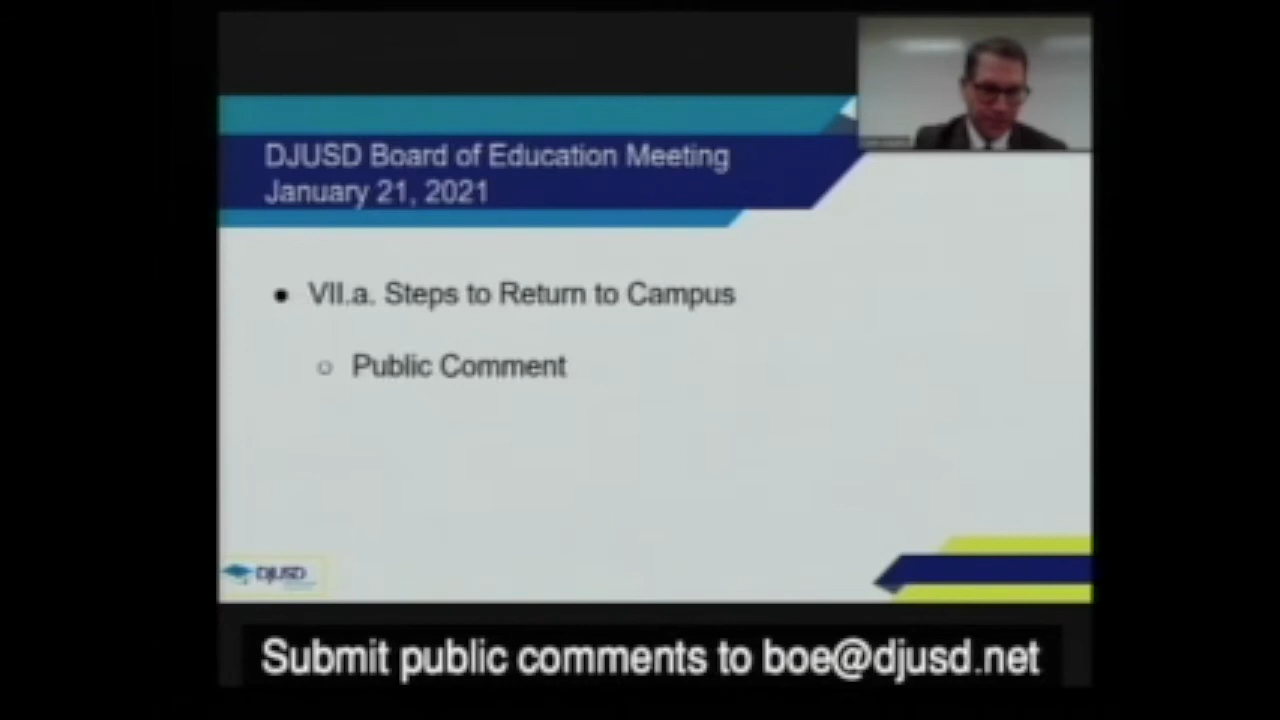 DJUSD Board of Education Meeting
January 21, 2021
● VII.a. Steps to Return to Campus
○ Public Comment
DJUSD
Submit public comments to boe@djusd.net